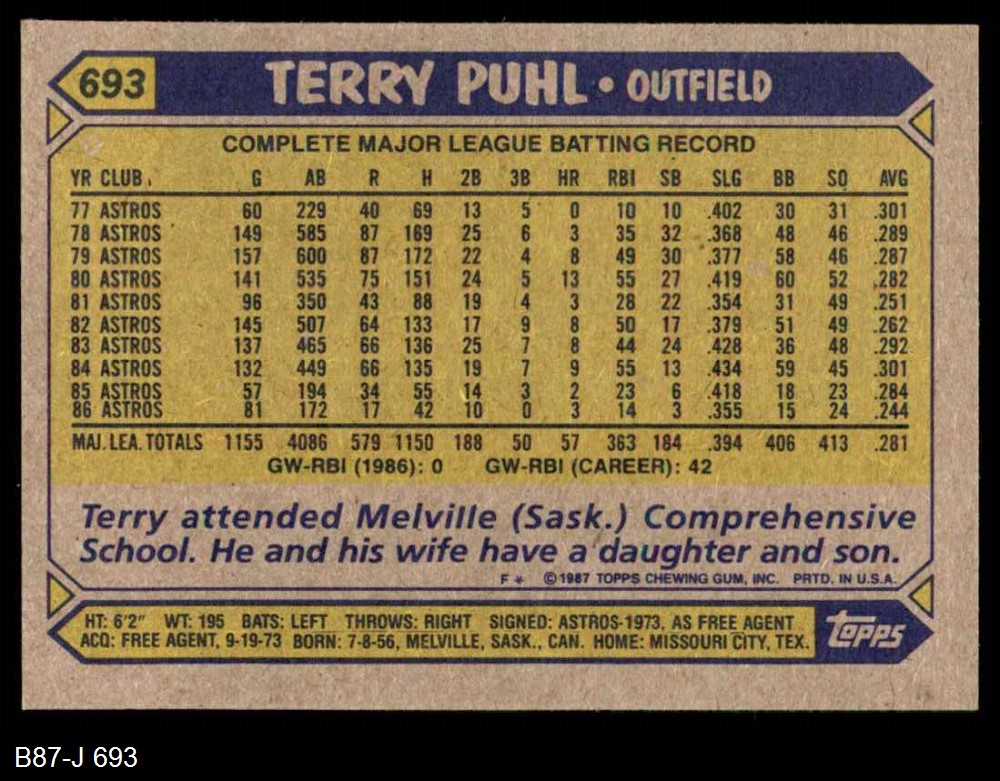 693 TERRY PUHL • OUTFIELD
COMPLETE MAJOR LEAGUE BATTING RECORD
YR CLUB G AB R H 2B 3B HR RBI SB SLG BB SO AVG
77 ASTROS 60 229 40 69 13 5 0 10 10 .402 30 31 .301
78 ASTROS 149 585 87 169 25 6 3 35 32 .368 48 46 .289
79 ASTROS 157 600 87 172 22 4 8 49 30 .377 58 46 .287
80 ASTROS 141 535 75 151 24 5 13 55 27 .419 60 52 .282
81 ASTROS 96 350 43 88 19 4 3 28 22 .354 31 49 .251
82 ASTROS 145 507 64 133 17 9 8 50 17 .379 51 49 .262
83 ASTROS 137 465 66 136 25 7 8 44 24 .428 36 48 .292
84 ASTROS 132 449 66 135 19 7 9 55 13 .434 59 45 .301
85 ASTROS 57 194 34 55 14 3 2 23 6 .418 18 23 .284
86 ASTROS 81 172 17 42 10 0 3 14 3 .355 15 24 .244
MAJ. LEA. TOTALS 1155 4086 579 1150 188 50 57 363 184 .394 406 413 .281
GW-RBI (1986): 0 GW-RBI (CAREER): 42
Terry attended Melville (Sask.) Comprehensive
School. He and his wife have a daughter and son.
F * © 1987 TOPPS CHEWING GUM, INC. PRTD. IN U.S.A.
HT: 6'2" WT: 195 BATS: LEFT THROWS: RIGHT SIGNED: ASTROS-1973, AS FREE AGENT
ACQ: FREE AGENT, 9-19-73 BORN: 7-8-56, MELVILLE, SASK., CAN. HOME: MISSOURI CITY, TEX.
topps
B87-J 693